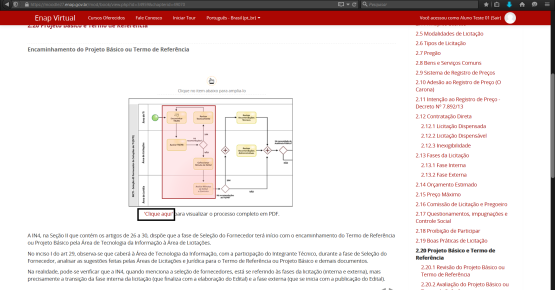 Enap Virtual
Cursos Oferecidos
Fale Conosco
Iniciar Tour
Português - Brasil (pt_br)
Você acessou como Aluno Teste 07 (Sair)
Pesquisa
2.20 Projeto Básico e Termo de Referência
Encaminhamento do Projeto Básico ou Termo de Referência
Clique no item abaixo para ampliá-lo
"Clique aqui" para visualizar o processo completo em PDF.
A IN4, na Seção II que contém os artigos de 26 a 30, dispõe que a fase de Seleção do Fornecedor terá início com o encaminhamento do Termo de Referência
ou Projeto Básico pela Área de Tecnologia da Informação à Área de Licitações.
No inciso I do art 29, observa-se que caberá à Área de Tecnologia da Informação, com a participação do Integrante Técnico, durante a fase de Seleção do
Fornecedor, analisar as sugestões feitas pelas Áreas de Licitações e Jurídica para o Termo de Referência ou Projeto Básico e demais documentos.
Na realidade, pode se verificar que a IN4, quando menciona a seleção de fornecedores, está se referindo às fases da licitação (interna e externa), mas
precisamente a transição da fase interna da licitação (que finaliza com a elaboração do Edital) e a fase externa (que se inicia com a publicação do Edital).
2.5 Modalidades de Licitação
2.6 Tipos de Licitação
2.7 Pregão
2.8 Bens e Serviços Comuns
2.9 Sistema de Registro de Preços
2.10 Adesão ao Registro de Preço (O
Carona)
2.11 Intenção ao Registro de Preço -
Decreto Nº 7.892/13
2.12 Contratação Direta
2.12.1 Licitação Dispensada
2.12.2 Licitação Dispensável
2.12.3 Inexigibilidade
2.13 Fases da Licitação
2.13.1 Fase Interna
2.13.2 Fase Externa
2.14 Orçamento Estimado
2.15 Preço Máximo
2.16 Comissão de Licitação e Pregoeiro
2.17 Questionamentos, Impugnações e
Controle Social
2.18 Proibição de Participar
2.19 Boas Práticas de Licitação
2.20 Projeto Básico e Termo de
Referência
2.20.1 Revisão do Projeto Básico ou
Termo de Referência
2.20.2 Avaliação do Projeto Básico ou